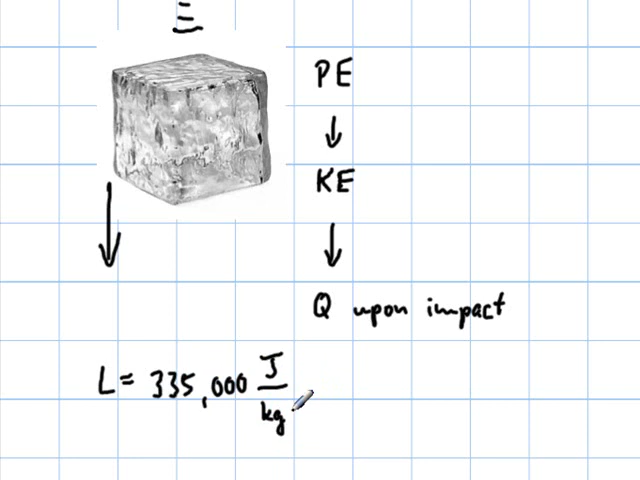 PE
↓
KE
↓
Q upon impact
L = 335,000 J/kg